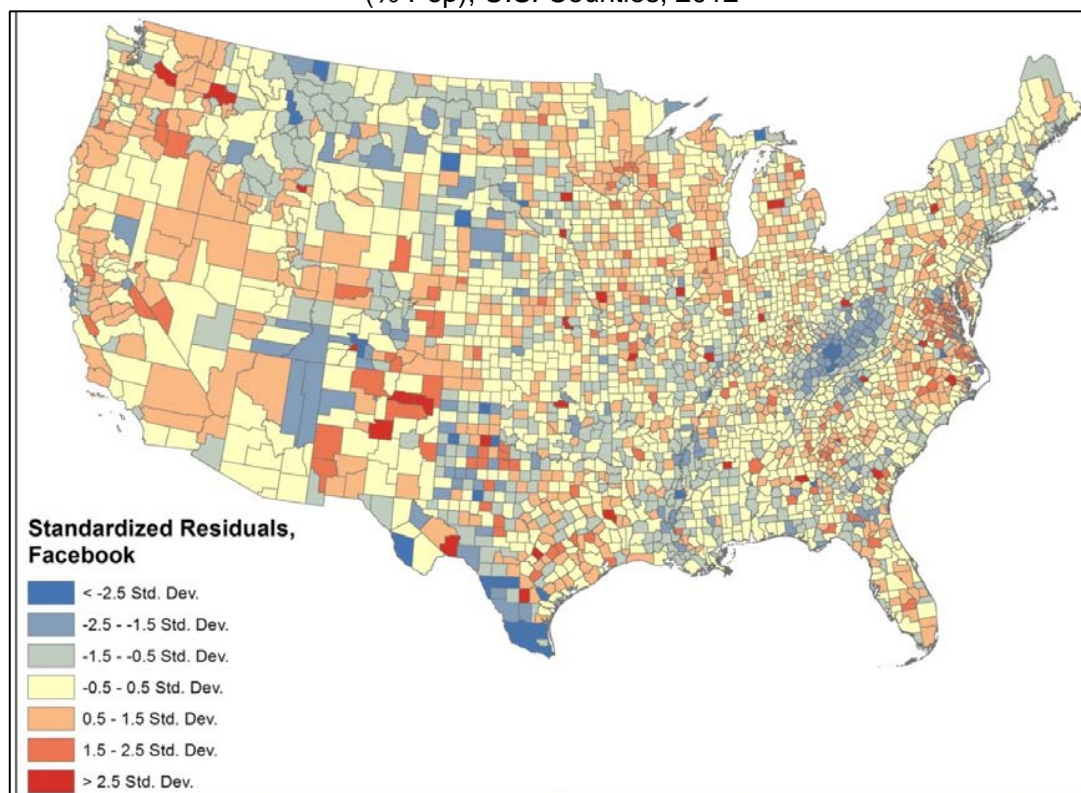 (% Pop), U.S. Counties, 2012
Standardized Residuals,
Facebook
< -2.5 Std. Dev.
-2.5 - -1.5 Std. Dev.
-1.5 - -0.5 Std. Dev.
-0.5 - 0.5 Std. Dev.
0.5 - 1.5 Std. Dev.
1.5 - 2.5 Std. Dev.
> 2.5 Std. Dev.